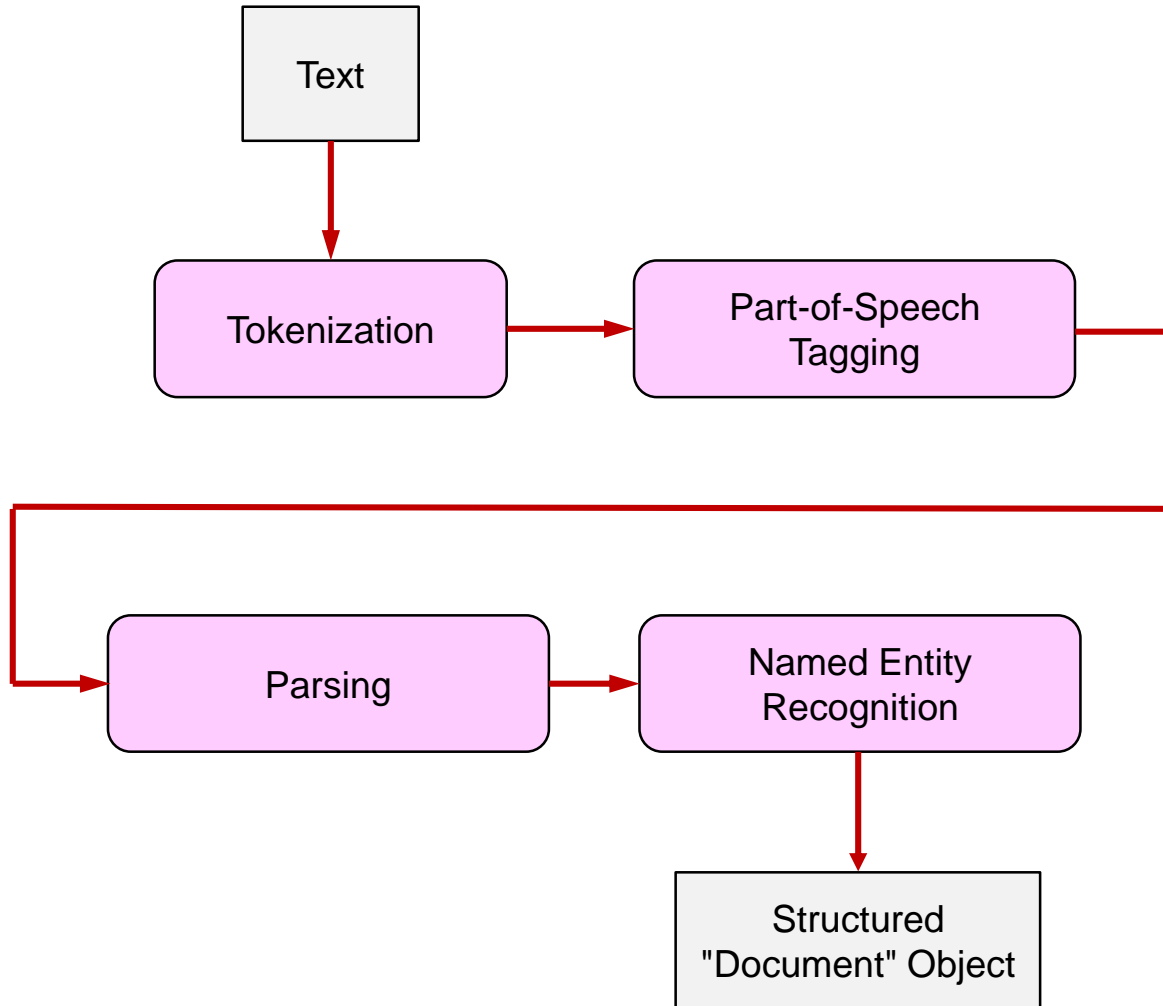 Text
Tokenization
Part-of-Speech
Tagging
Parsing
Named Entity
Recognition
Structured
"Document" Object